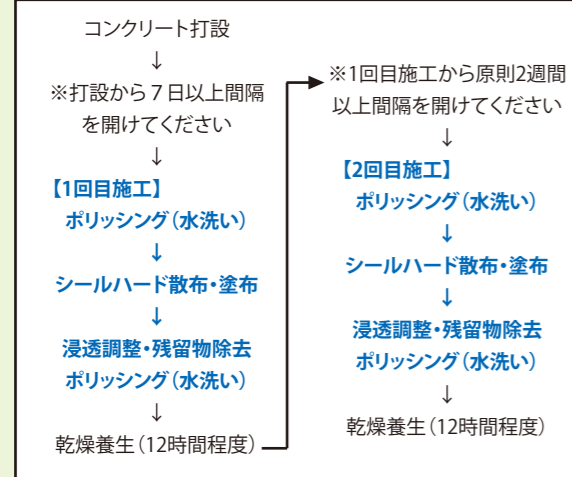 コンクリート打設
↓
※打設から7日以上間隔
を開けてください
↓
【1回目施工】
ポリッシング(水洗い)
↓
シールハード散布・塗布
↓
浸透調整・残留物除去
ポリッシング(水洗い)
↓
乾燥養生(12時間程度)
※1回目施工から原則2週間
以上間隔を開けてください
↓
【2回目施工】
ポリッシング(水洗い)
↓
シールハード散布・塗布
↓
浸透調整・残留物除去
ポリッシング(水洗い)
↓
乾燥養生(12時間程度)